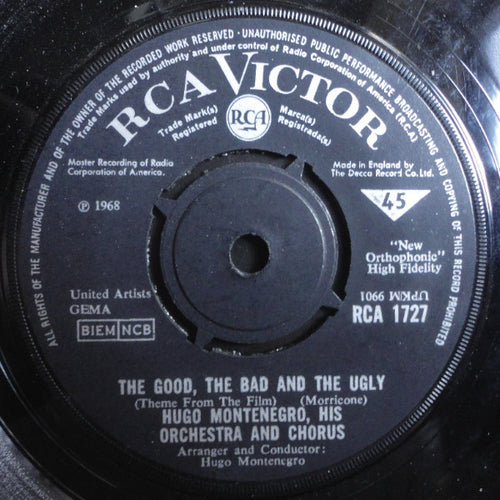 ALL RIGHTS OF THE MANUFACTURER AND OF THE OWNER OF THE RECORDED WORK RESERVED · UNAUTHORISED PUBLIC PERFORMANCE BROADCASTING AND COPYING OF THIS RECORD PROHIBITED
Trade Marks used by authority and under control of Radio Corporation of America (R.C.A)
RCA VICTOR
Trade Mark(s)
Registered
RCA
Marca(s)
Registrada(s)
Master Recording of Radio
Corporation of America.
Made in England by
The Decca Record Co. Ltd.
℗ 1968
45
"New
Orthophonic"
High Fidelity
United Artists
GEMA
BIEM NCB
UPKM 9901
RCA 1727
THE GOOD, THE BAD AND THE UGLY
(Theme From The Film) (Morricone)
HUGO MONTENEGRO, HIS
ORCHESTRA AND CHORUS
Arranger and Conductor:
Hugo Montenegro